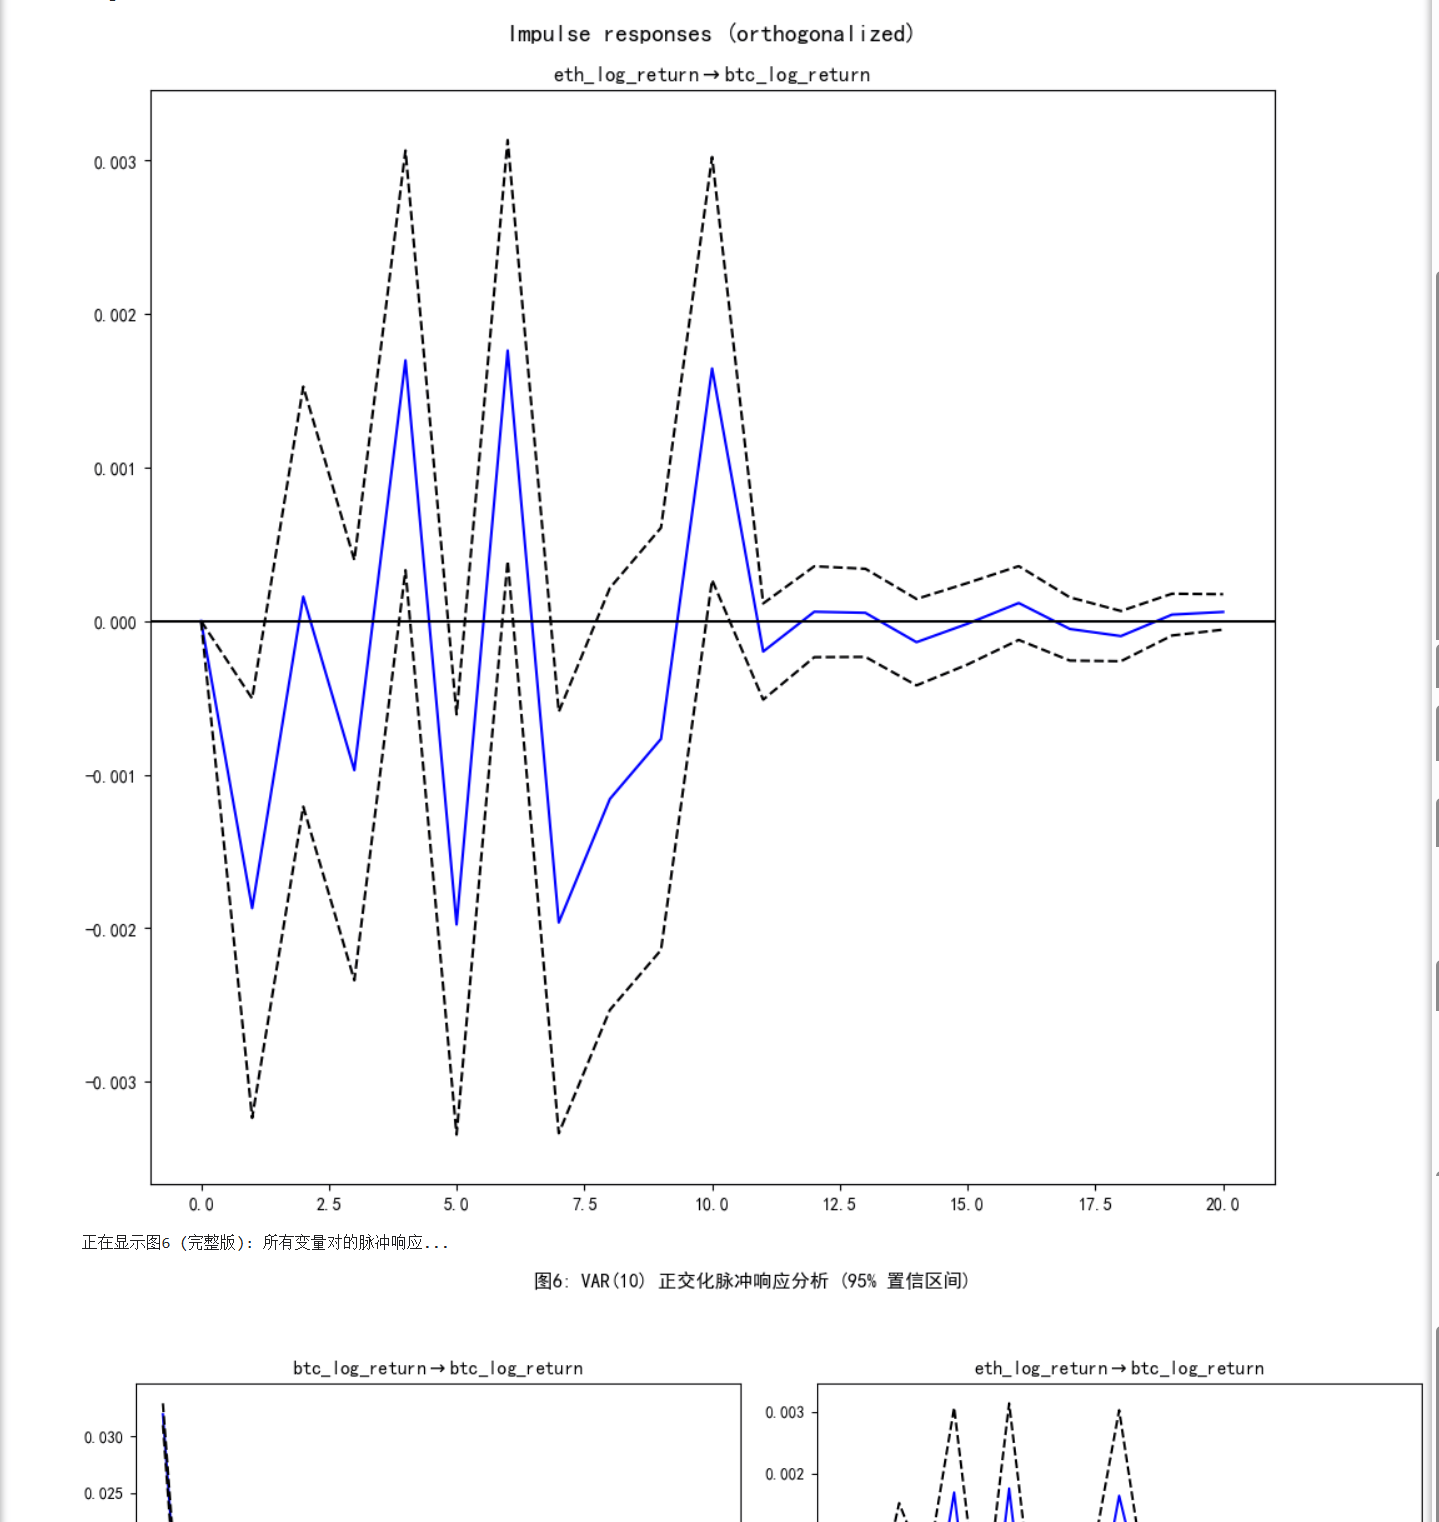 Impulse responses (orthogonalized)
eth_log_return→btc_log_return
0.003
0.002
0.001
0.000
−0.001
−0.002
−0.003
0.0 2.5 5.0 7.5 10.0 12.5 15.0 17.5 20.0
正在显示图6 (完整版): 所有变量对的脉冲响应...
图6: VAR(10) 正交化脉冲响应分析 (95% 置信区间)
btc_log_return→btc_log_return
0.030
0.025
eth_log_return→btc_log_return
0.003
0.002